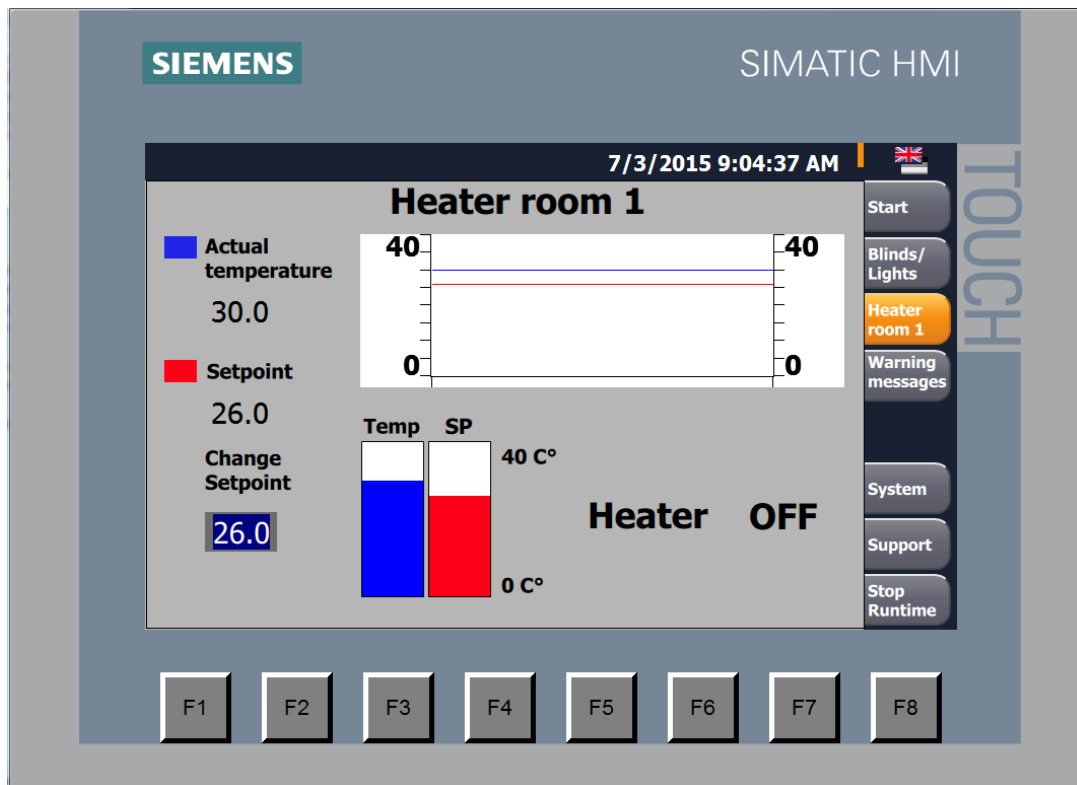 SIEMENS
SIMATIC HMI
TOUCH
7/3/2015 9:04:37 AM
Heater room 1
Actual
temperature
30.0
Setpoint
26.0
Change
Setpoint
26.0
40
40
0
0
Temp SP
40 C°
0 C°
Heater OFF
Start
Blinds/
Lights
Heater
room 1
Warning
messages
System
Support
Stop
Runtime
F1 F2 F3 F4 F5 F6 F7 F8